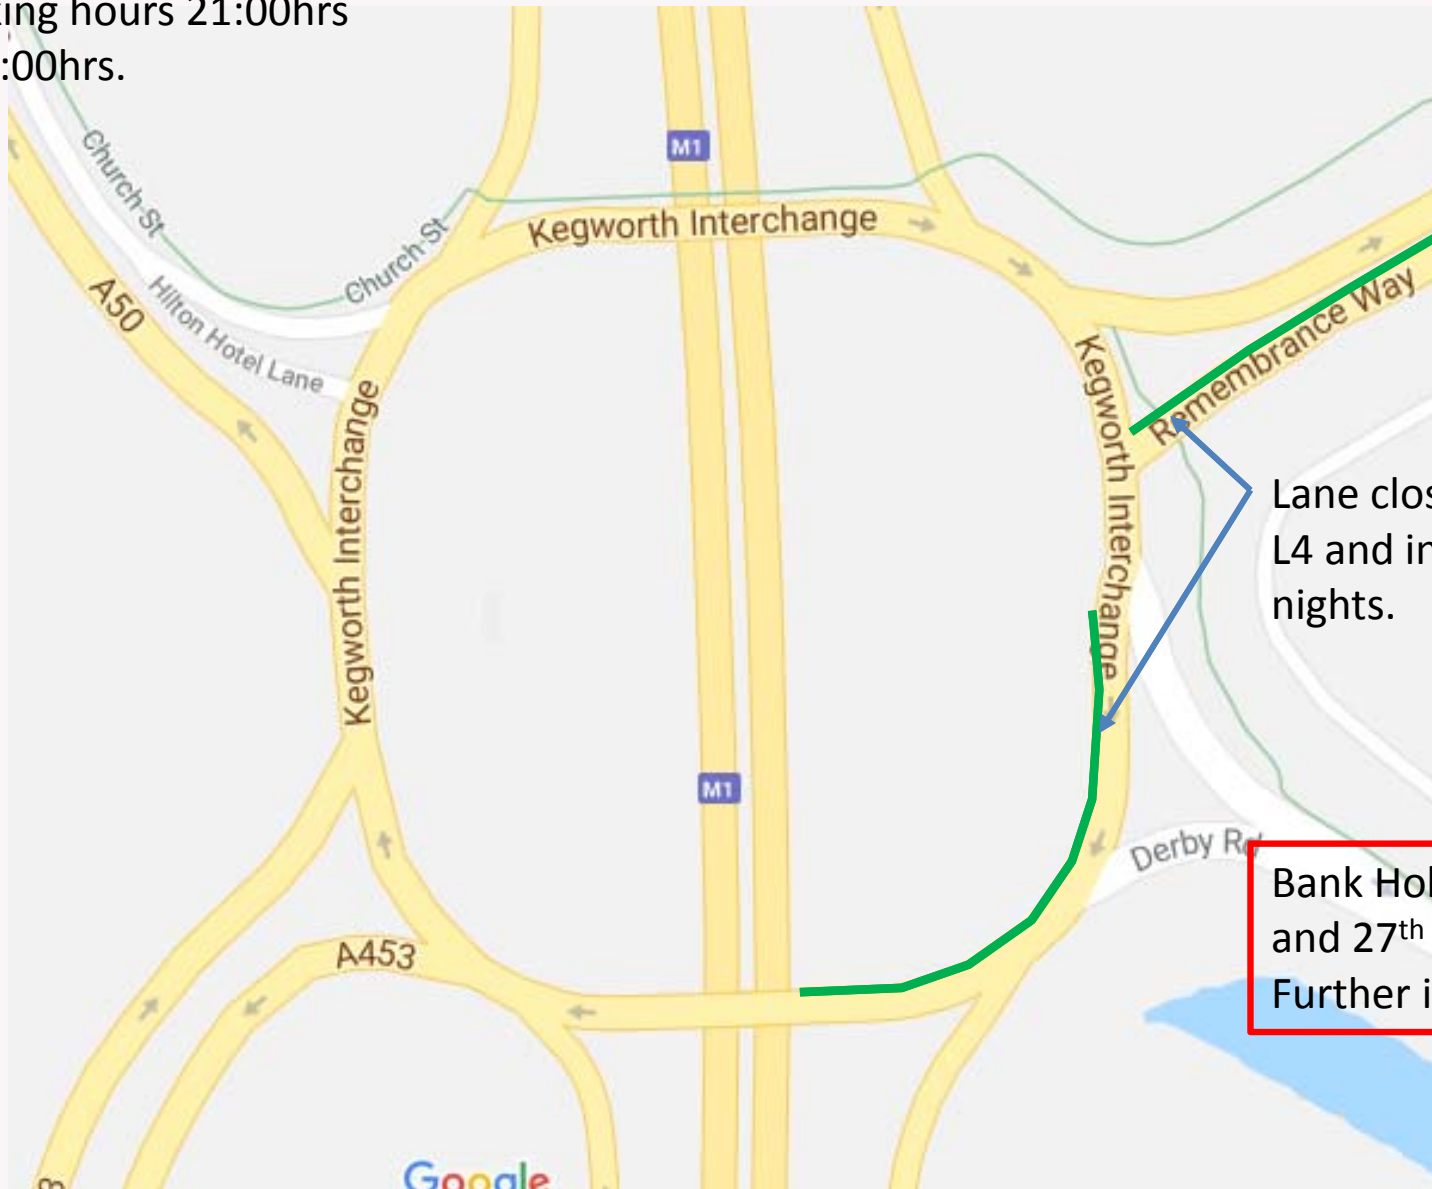 ing hours 21:00hrs
:00hrs.
M1
Church St
Church St
Kegworth Interchange
A50
Hilton Hotel Lane
Remembrance Way
Kegworth Interchange
Kegworth Interchange
Lane clos
L4 and in
nights.
M1
Derby Rd
Bank Hol
and 27th
Further i
A453
Google